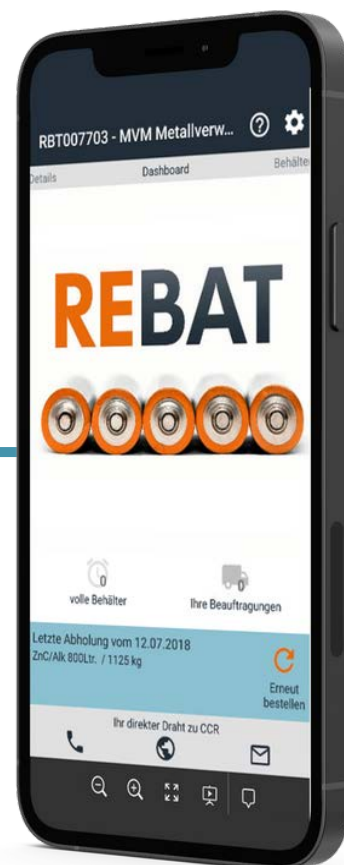 RBT007703 - MVM Metallverw...
Details Dashboard Behälter
REBAT
0 0
volle Behälter Ihre Beauftragungen
Letzte Abholung vom 12.07.2018
ZnC/Alk 800Ltr. / 1125 kg
Erneut
bestellen
Ihr direkter Draht zu CCR